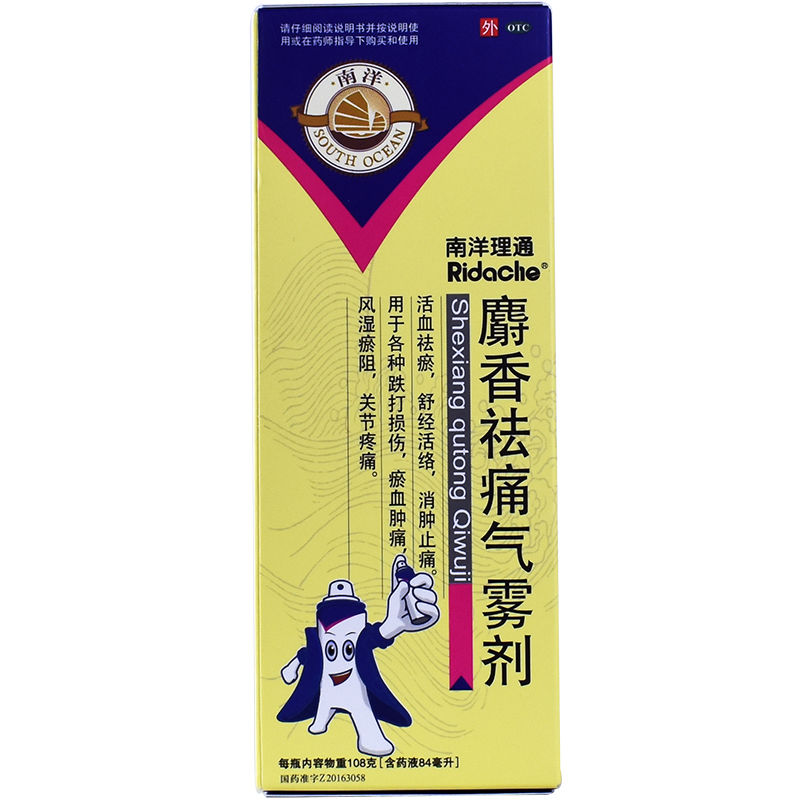 请仔细阅读说明书并按说明使
用或在药师指导下购买和使用
外 OTC
南洋
SOUTH OCEAN
南洋理通
Ridache®
麝香祛痛气雾剂
Shexiang qutong Qiwuji
活血祛瘀，舒经活络，消肿止痛。
用于各种跌打损伤，瘀血肿痛，
风湿瘀阻，关节疼痛。
每瓶内容物重108克[含药液84毫升]
国药准字Z20163058